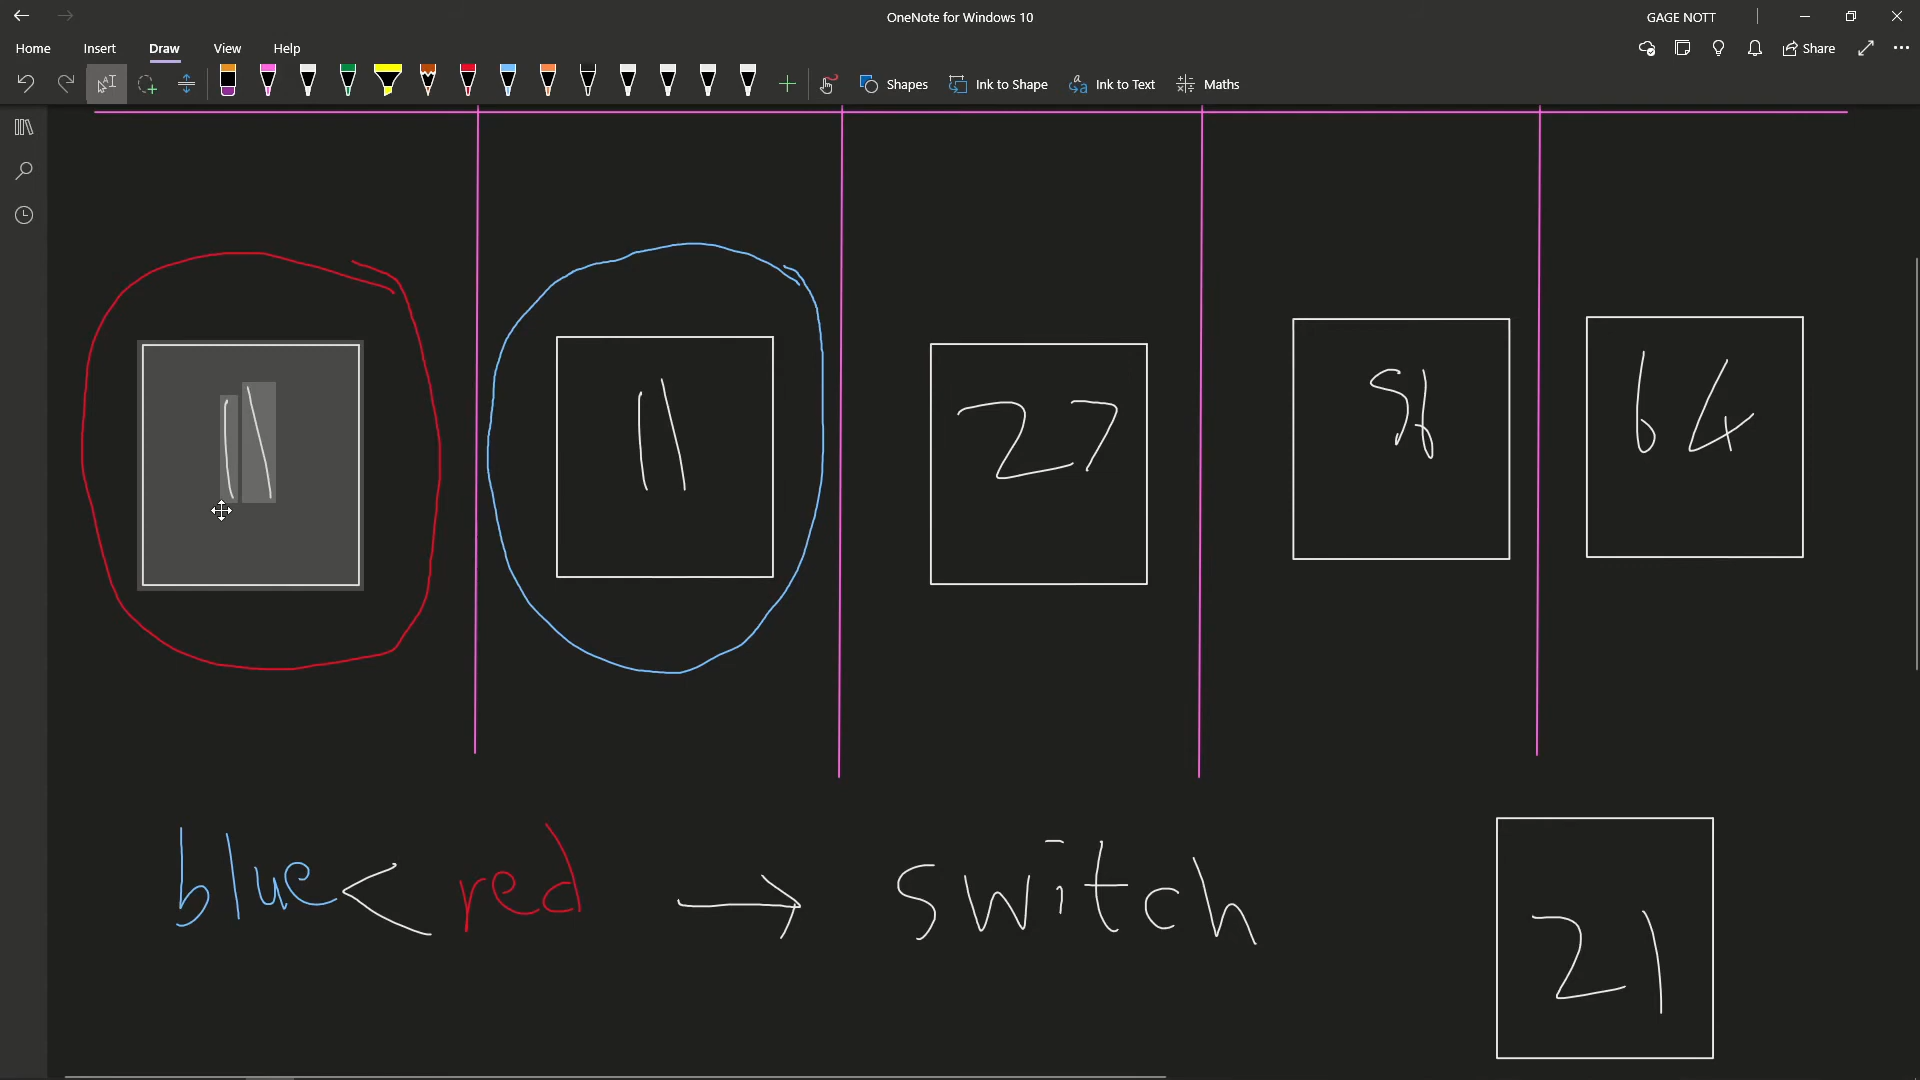 OneNote for Windows 10
GAGE NOTT
Home Insert Draw View Help
Share
Shapes Ink to Shape Ink to Text Maths
11 11 27 64
blue < red → switch
21